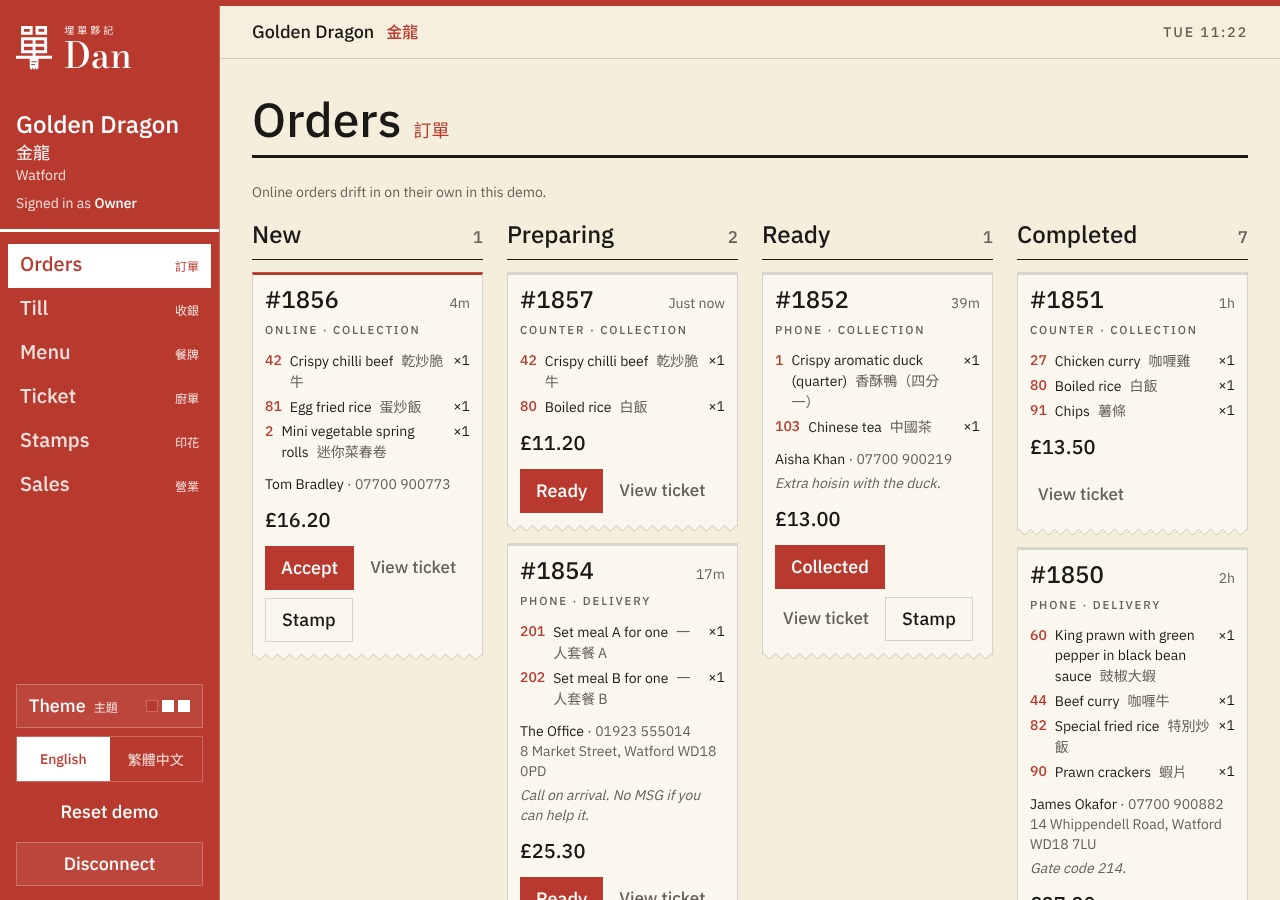 單
埋單夥記
Dan
Golden Dragon
金龍
Watford
Signed in as Owner
Orders 訂單
Till 收銀
Menu 餐牌
Ticket 廚單
Stamps 印花
Sales 營業
Theme 主題
English 繁體中文
Reset demo
Disconnect
Golden Dragon 金龍
TUE 11:22
Orders 訂單
Online orders drift in on their own in this demo.
New 1
#1856 4m
ONLINE · COLLECTION
42 Crispy chilli beef 乾炒脆 ×1
牛
81 Egg fried rice 蛋炒飯 ×1
2 Mini vegetable spring ×1
rolls 迷你菜春卷
Tom Bradley · 07700 900773
£16.20
Accept View ticket
Stamp
Preparing 2
#1857 Just now
COUNTER · COLLECTION
42 Crispy chilli beef 乾炒脆 ×1
牛
80 Boiled rice 白飯 ×1
£11.20
Ready View ticket
#1854 17m
PHONE · DELIVERY
201 Set meal A for one 一 ×1
人套餐 A
202 Set meal B for one 一 ×1
人套餐 B
The Office · 01923 555014
8 Market Street, Watford WD18
0PD
Call on arrival. No MSG if you
can help it.
£25.30
Ready View ticket
Ready 1
#1852 39m
PHONE · COLLECTION
1 Crispy aromatic duck ×1
(quarter) 香酥鴨（四分
一）
103 Chinese tea 中國茶 ×1
Aisha Khan · 07700 900219
Extra hoisin with the duck.
£13.00
Collected
View ticket Stamp
Completed 7
#1851 1h
COUNTER · COLLECTION
27 Chicken curry 咖喱雞 ×1
80 Boiled rice 白飯 ×1
91 Chips 薯條 ×1
£13.50
View ticket
#1850 2h
PHONE · DELIVERY
60 King prawn with green ×1
pepper in black bean
sauce 豉椒大蝦
44 Beef curry 咖喱牛 ×1
82 Special fried rice 特別炒 ×1
飯
90 Prawn crackers 蝦片 ×1
James Okafor · 07700 900882
14 Whippendell Road, Watford
WD18 7LU
Gate code 214.